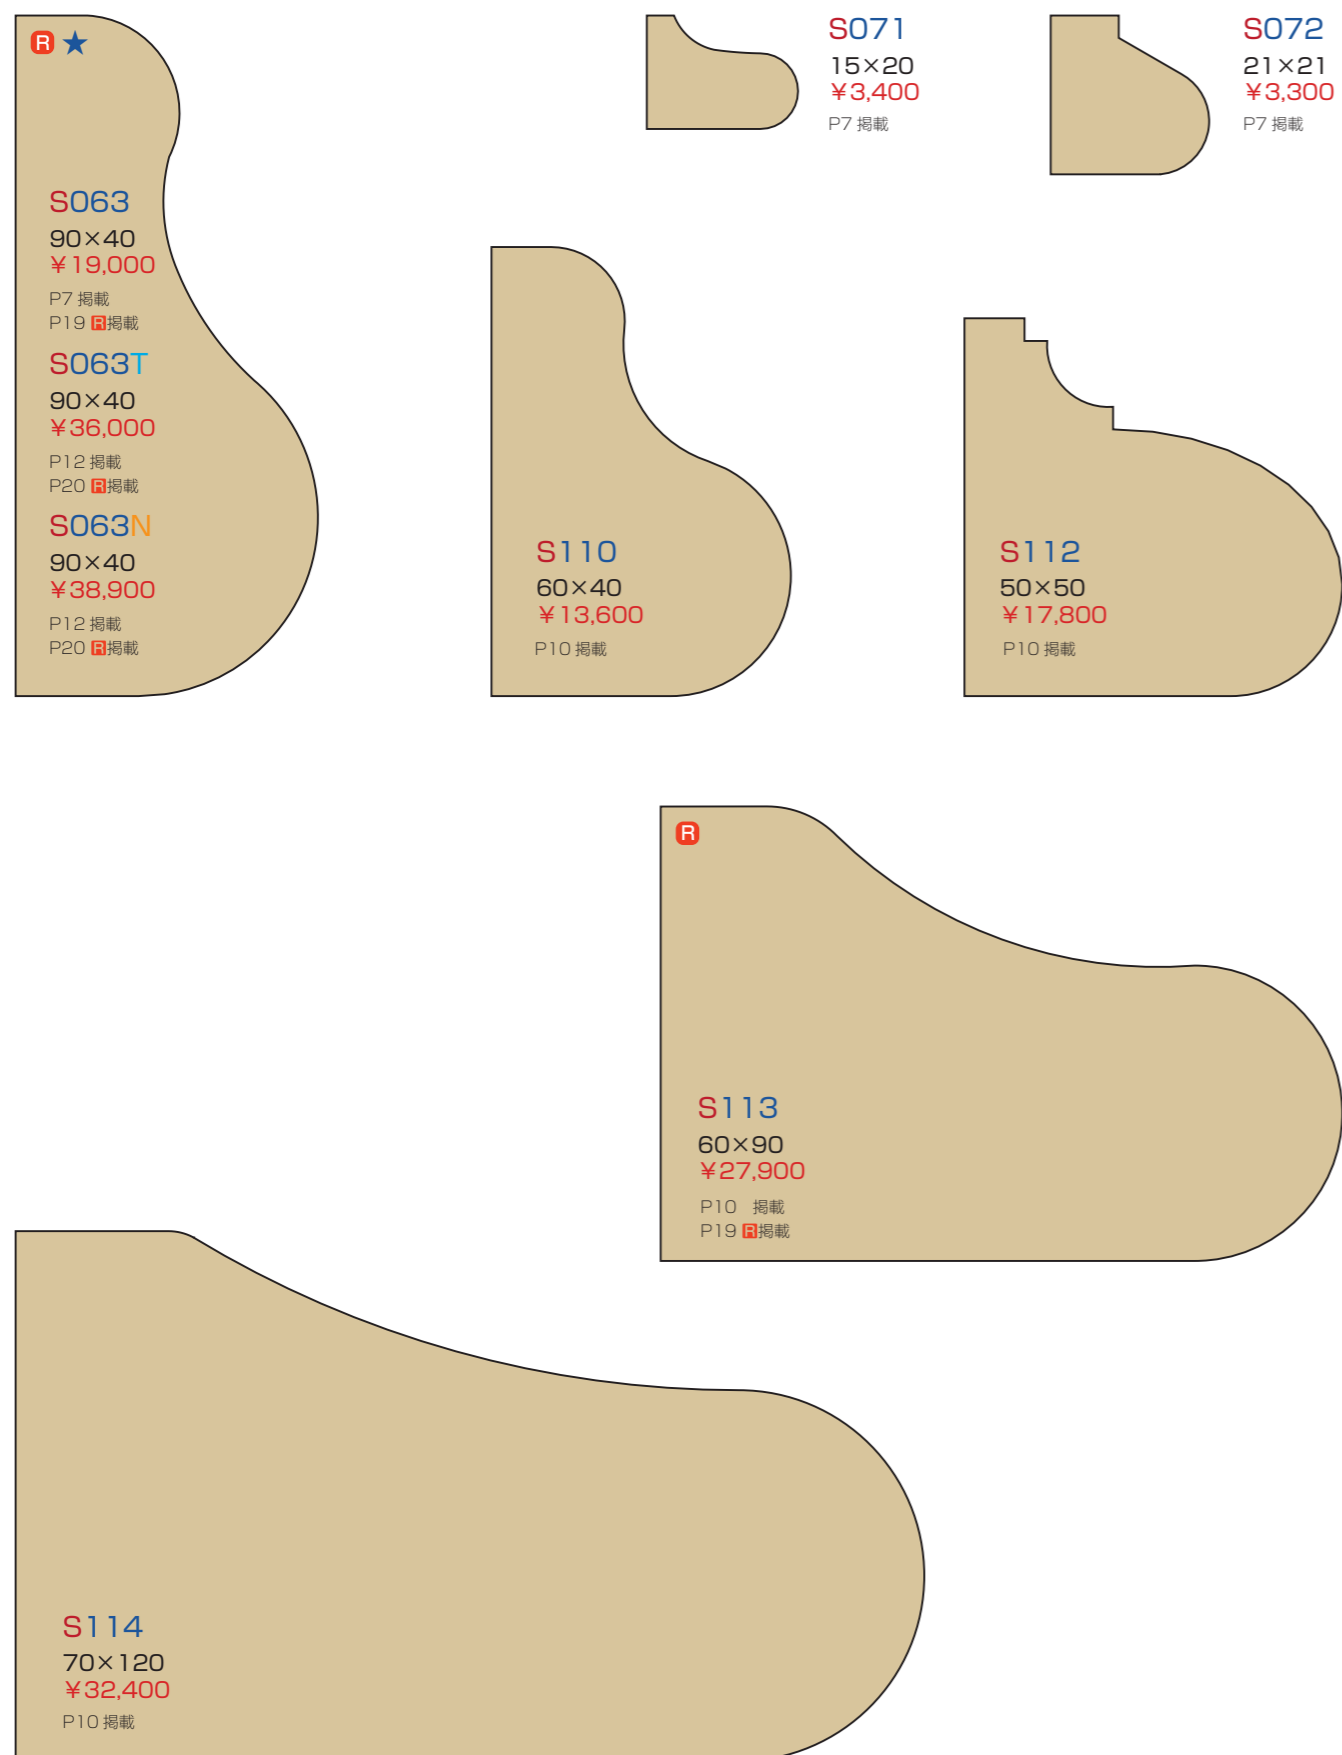 R ★
S063
90×40
¥19,000
P7 掲載
P19 R掲載
S063T
90×40
¥36,000
P12 掲載
P20 R掲載
S063N
90×40
¥38,900
P12 掲載
P20 R掲載
S071
15×20
¥3,400
P7 掲載
S072
21×21
¥3,300
P7 掲載
S110
60×40
¥13,600
P10 掲載
S112
50×50
¥17,800
P10 掲載
R
S113
60×90
¥27,900
P10 掲載
P19 R掲載
S114
70×120
¥32,400
P10 掲載